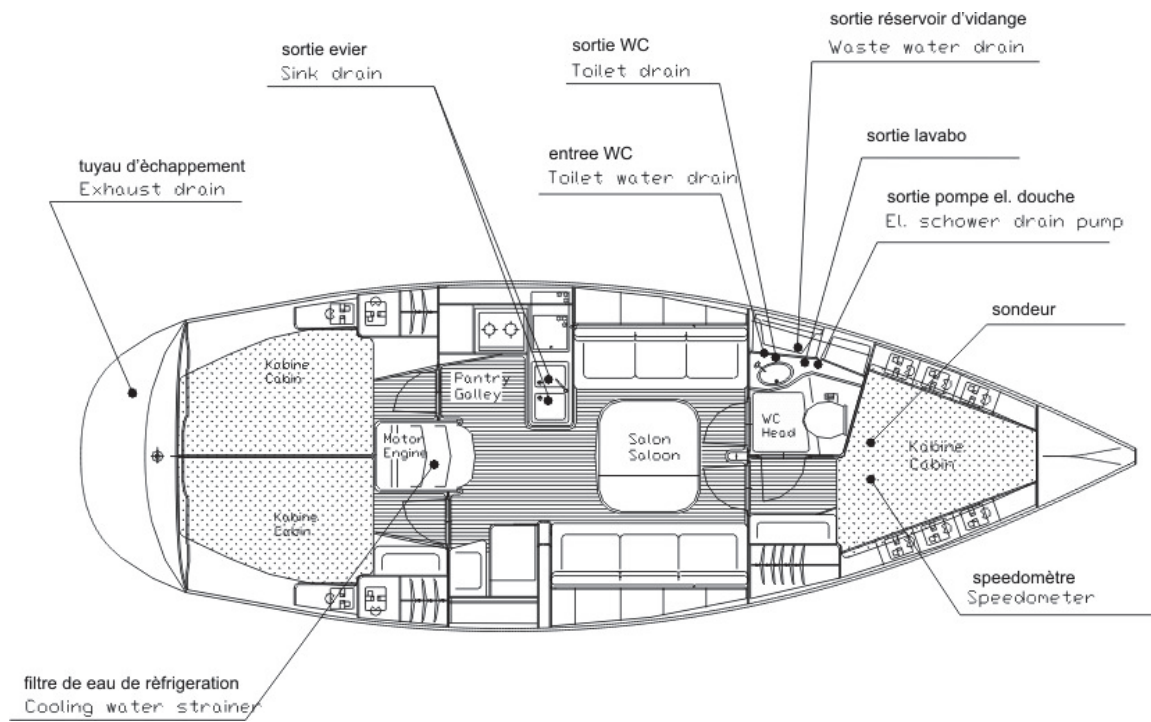 sortie réservoir d'vidange
Waste water drain
sortie evier
Sink drain
sortie WC
Toilet drain
sortie lavabo
entree WC
Toilet water drain
tuyau d'èchappement
Exhaust drain
sortie pompe el. douche
El. schower drain pump
sondeur
Kabine
Cabin
Pantry
Galley
WC
Head
Motor
Engine
Salon
Saloon
Kabine
Cabin
Kabine
Cabin
speedomètre
Speedometer
filtre de eau de rèfrigeration
Cooling water strainer